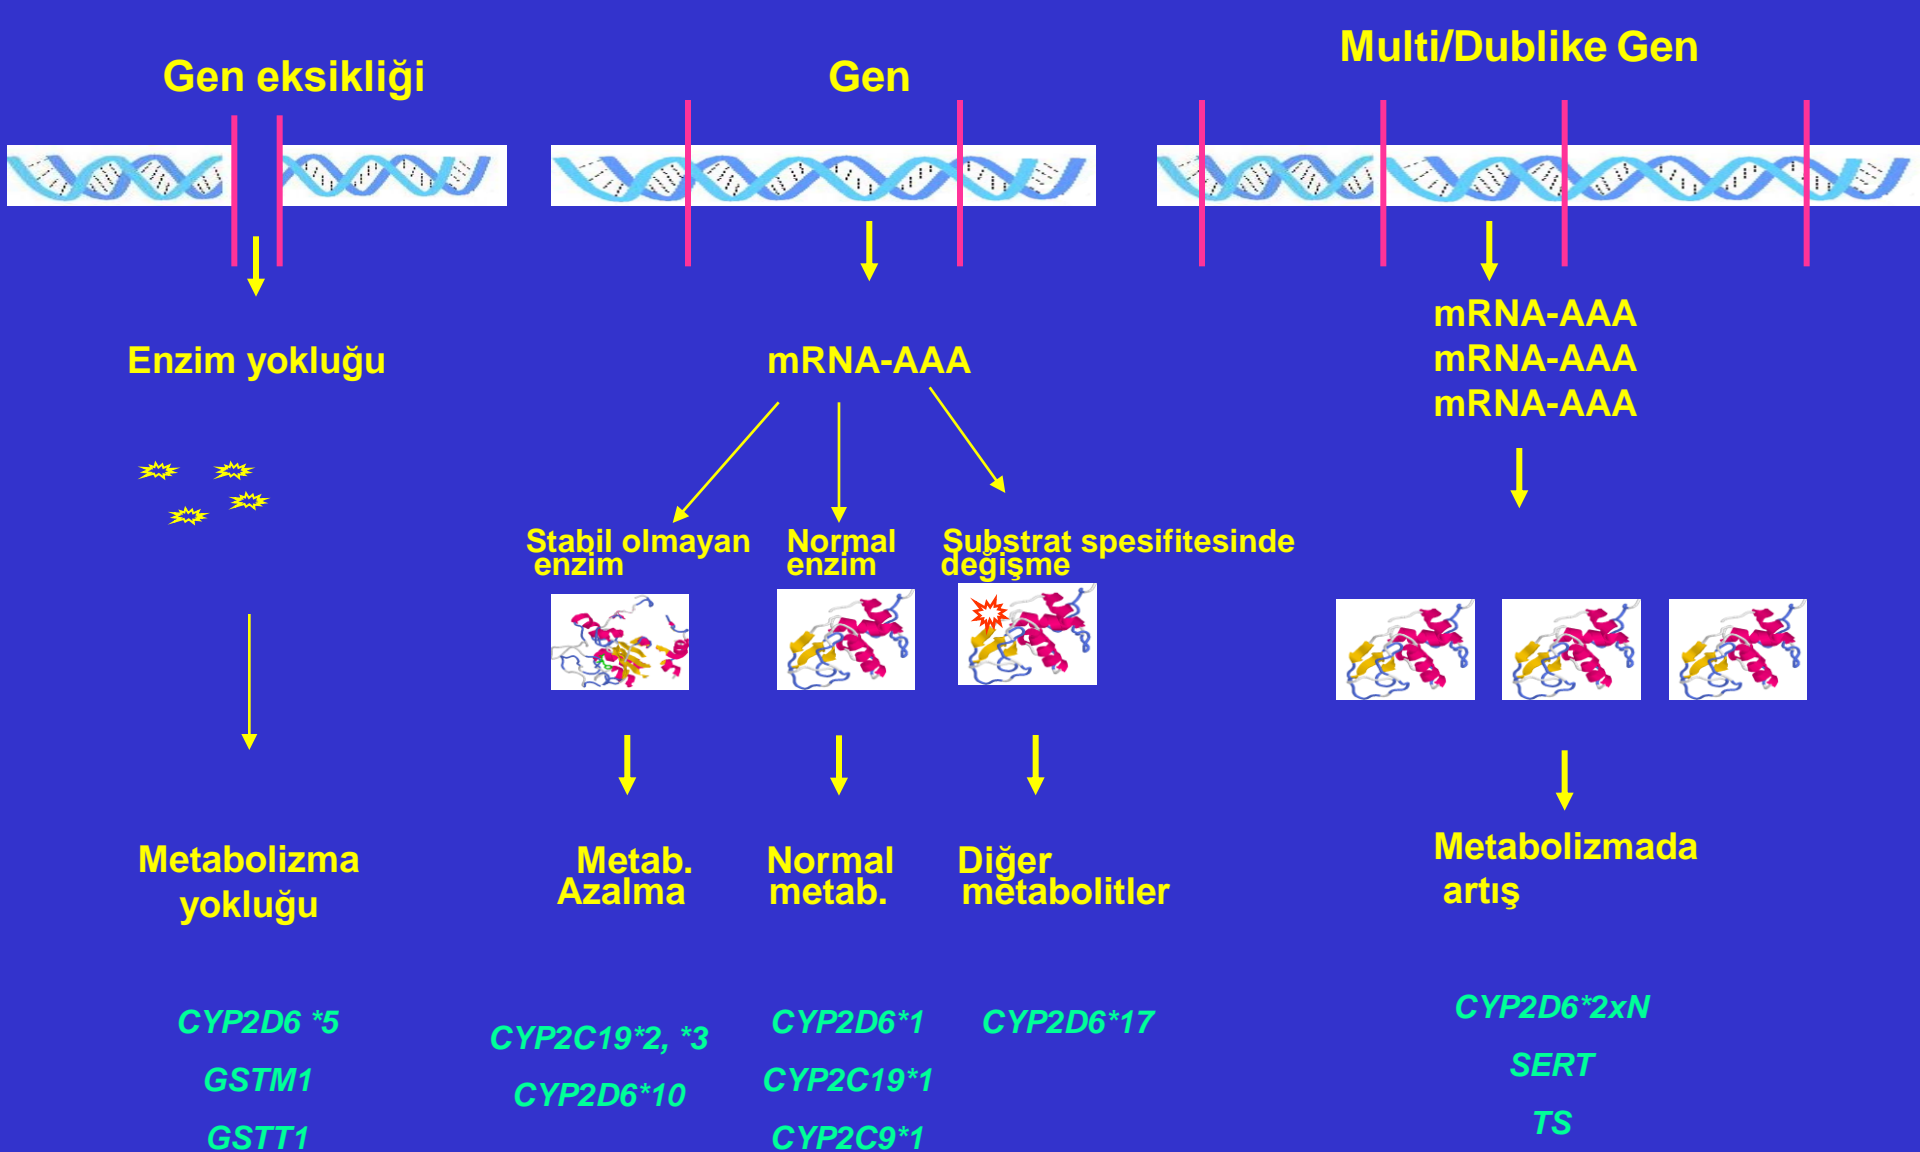 Gen eksikliği
Gen
Multi/Dublike Gen
Enzim yokluğu
mRNA-AAA
mRNA-AAA
mRNA-AAA
mRNA-AAA
Stabil olmayan
enzim
Normal
enzim
Substrat spesifitesinde
değişme
Metabolizma
yokluğu
Metab.
Azalma
Normal
metab.
Diğer
metabolitler
Metabolizmada
artış
CYP2D6 *5
GSTM1
GSTT1
CYP2C19*2, *3
CYP2D6*10
CYP2D6*1
CYP2C19*1
CYP2C9*1
CYP2D6*17
CYP2D6*2xN
SERT
TS